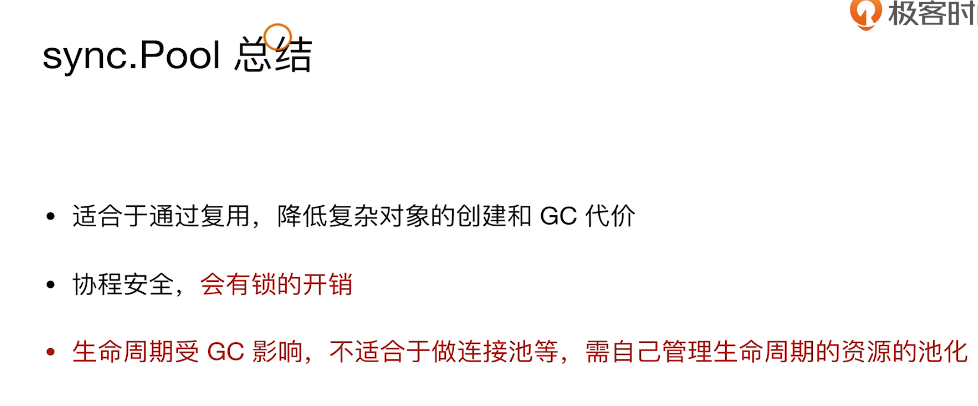 极客时
sync.Pool 总结
• 适合于通过复用，降低复杂对象的创建和 GC 代价
• 协程安全，会有锁的开销
• 生命周期受 GC 影响，不适合于做连接池等，需自己管理生命周期的资源的池化